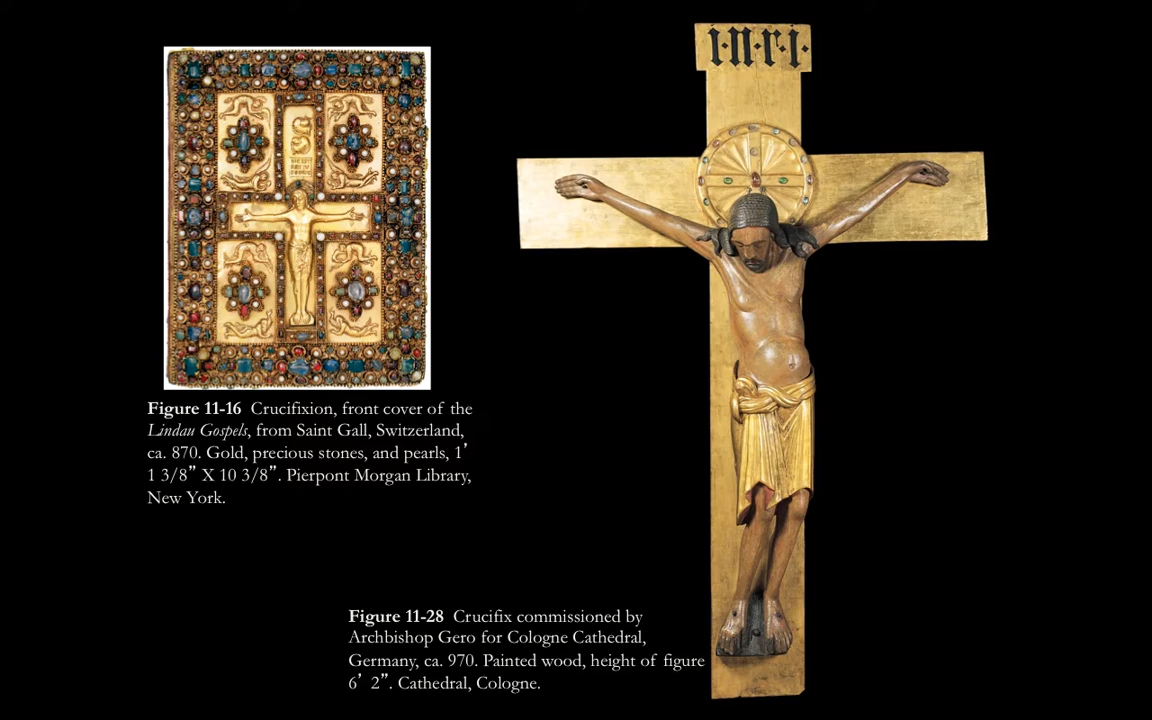 i·n·r·i·
Figure 11-16 Crucifixion, front cover of the
Lindau Gospels, from Saint Gall, Switzerland,
ca. 870. Gold, precious stones, and pearls, 1’
1 3/8” X 10 3/8”. Pierpont Morgan Library,
New York.
Figure 11-28 Crucifix commissioned by
Archbishop Gero for Cologne Cathedral,
Germany, ca. 970. Painted wood, height of figure
6’ 2”. Cathedral, Cologne.